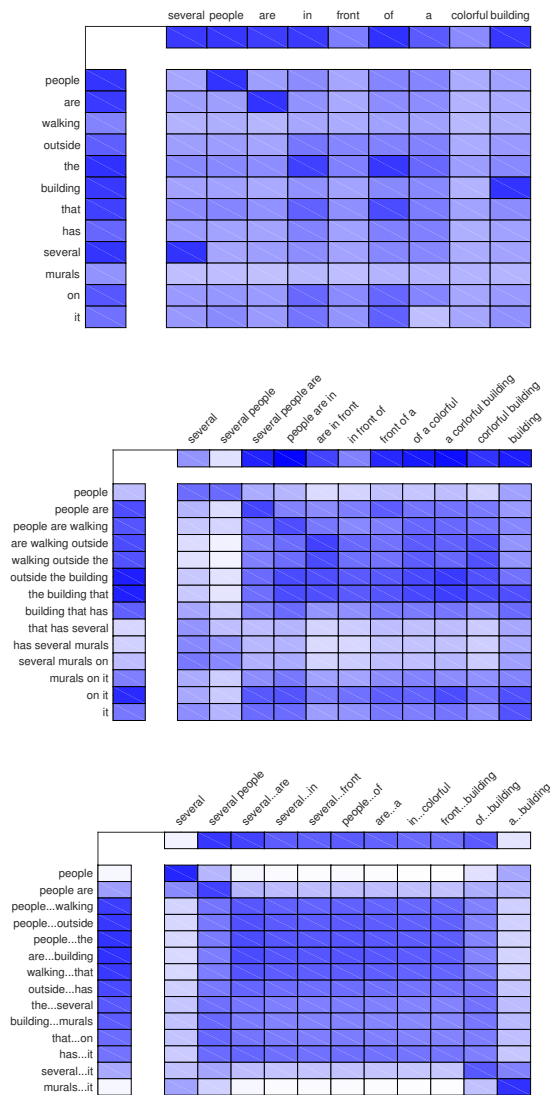 several people are in front of a colorful building
people
are
walking
outside
the
building
that
has
several
murals
on
it
several
several people
several people are
people are in
are in front
in front of
front of a
of a colorful
a corlorful building
corlorful building
building
people
people are
people are walking
are walking outside
walking outside the
outside the building
the building that
building that has
that has several
has several murals
several murals on
murals on it
on it
it
several
several people
several...are
several...in
several...front
people...of
are...a
in...colorful
front...building
of...building
a...building
people
people are
people...walking
people...outside
people...the
are...building
walking...that
outside...has
the...several
building...murals
that...on
has...it
several...it
murals...it